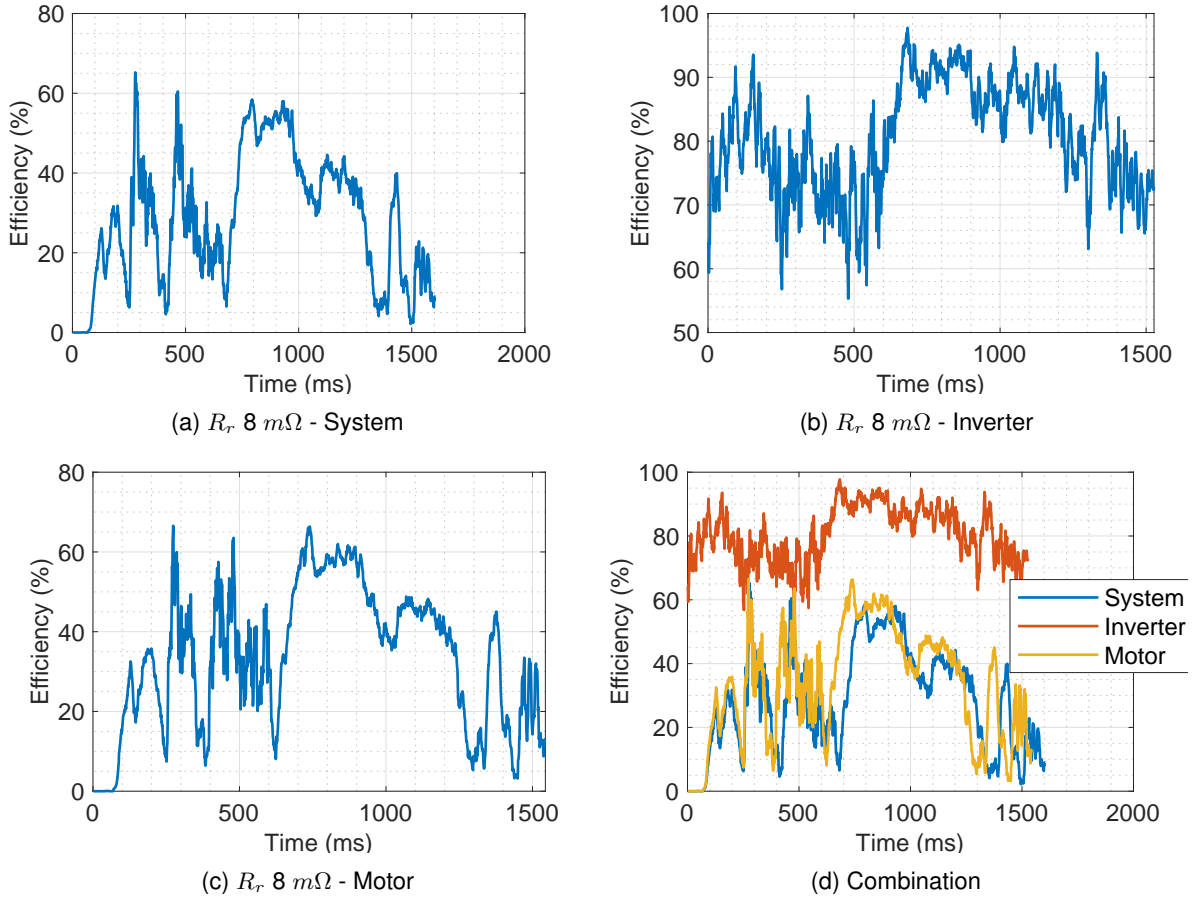 80
60
40
20
0
Efficiency (%)
0 500 1000 1500 2000
Time (ms)
(a) R_r 8 mΩ - System
100
90
80
70
60
50
Efficiency (%)
0 500 1000 1500
Time (ms)
(b) R_r 8 mΩ - Inverter
80
60
40
20
0
Efficiency (%)
0 500 1000 1500
Time (ms)
(c) R_r 8 mΩ - Motor
100
80
60
40
20
0
Efficiency (%)
System
Inverter
Motor
0 500 1000 1500 2000
Time (ms)
(d) Combination